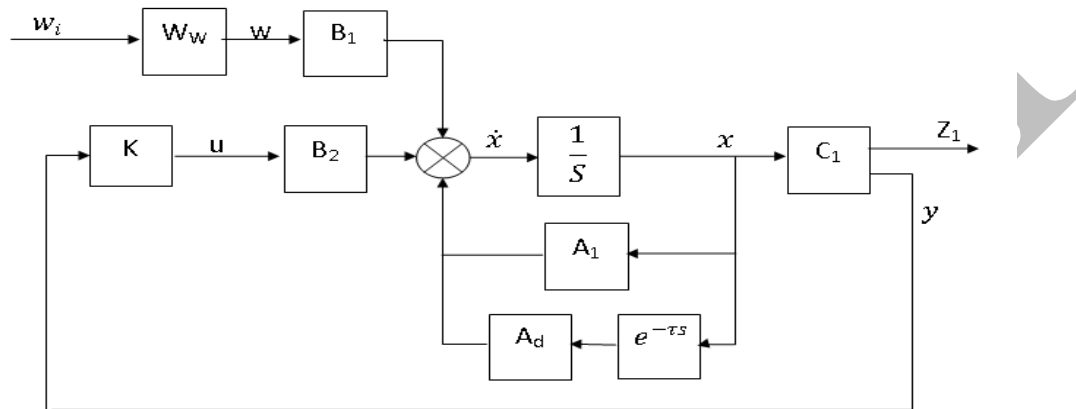 w_i
W_W
w
B_1
K
u
B_2
ẋ
1/S
x
C_1
Z_1
y
A_1
A_d
e^{-τs}